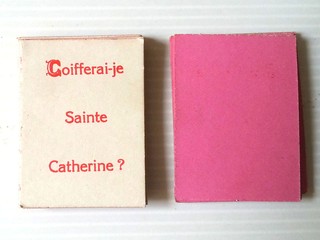 Coifferai-je
Sainte
Catherine ?